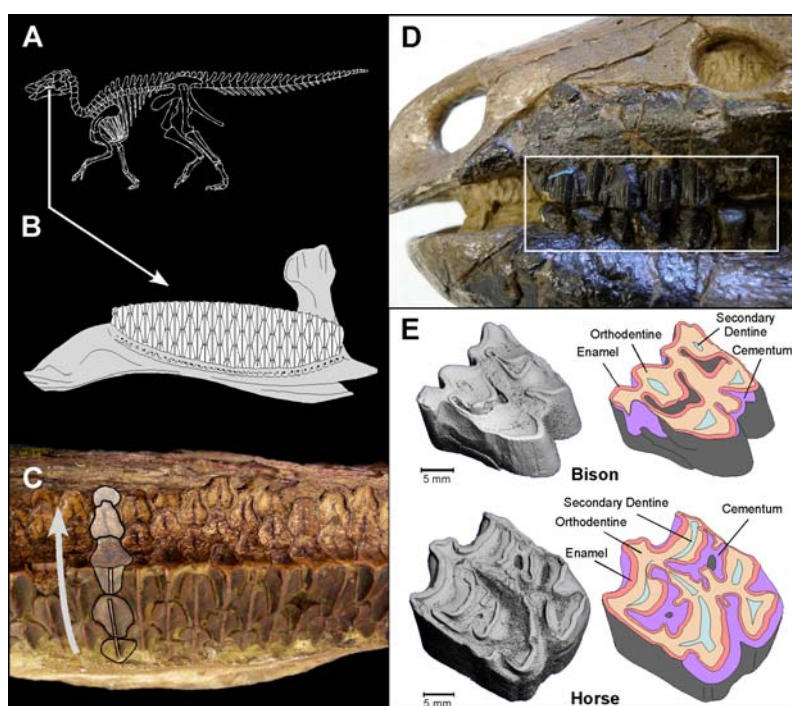 A
B
C
D
E
Secondary
Dentine
Orthodentine
Enamel
Cementum
5 mm
Bison
Secondary Dentine
Orthodentine
Cementum
Enamel
5 mm
Horse